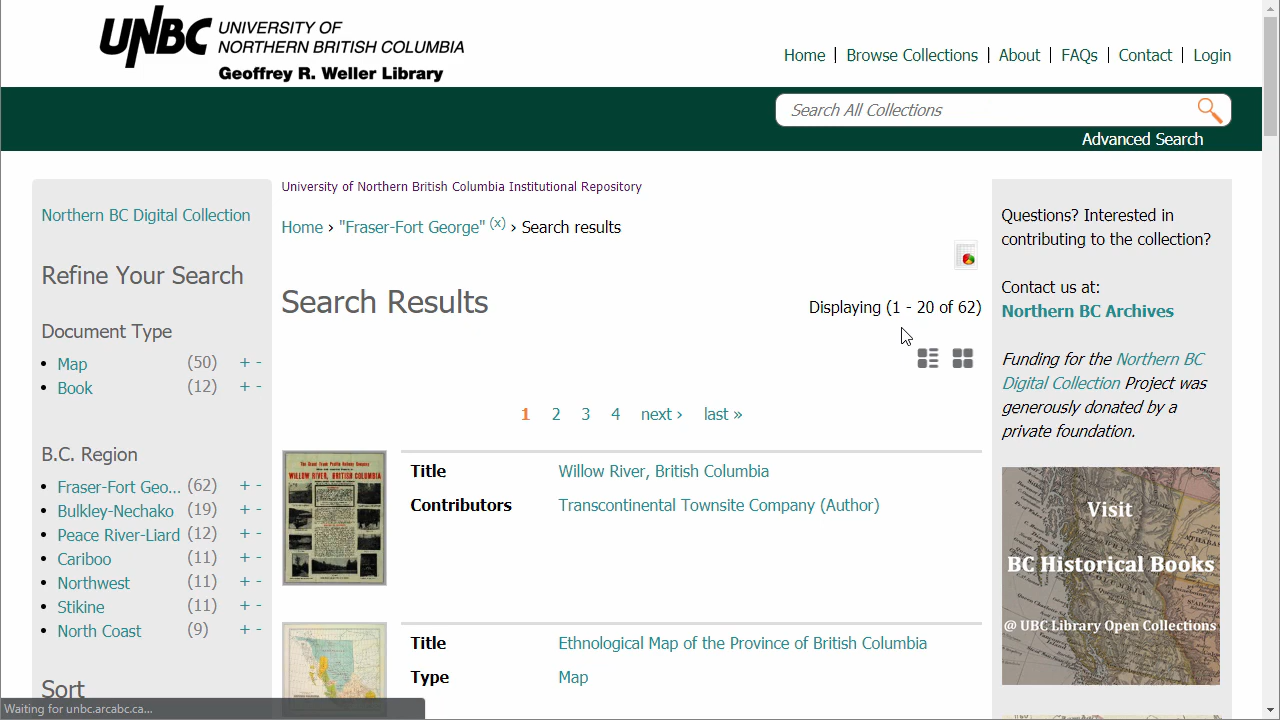 UNBC UNIVERSITY OF
NORTHERN BRITISH COLUMBIA
Geoffrey R. Weller Library
Home | Browse Collections | About | FAQs | Contact | Login
Search All Collections
Advanced Search
Northern BC Digital Collection
Refine Your Search
Document Type
• Map (50) + -
• Book (12) + -
B.C. Region
• Fraser-Fort Geo... (62) + -
• Bulkley-Nechako (19) + -
• Peace River-Liard (12) + -
• Cariboo (11) + -
• Northwest (11) + -
• Stikine (11) + -
• North Coast (9) + -
Sort
University of Northern British Columbia Institutional Repository
Home › "Fraser-Fort George" (x) › Search results
Search Results
Displaying (1 - 20 of 62)
1 2 3 4 next › last »
WILLOW RIVER, BRITISH COLUMBIA
Title Willow River, British Columbia
Contributors Transcontinental Townsite Company (Author)
Title Ethnological Map of the Province of British Columbia
Type Map
Questions? Interested in
contributing to the collection?
Contact us at:
Northern BC Archives
Funding for the Northern BC
Digital Collection Project was
generously donated by a
private foundation.
Visit
BC Historical Books
@ UBC Library Open Collections
Waiting for unbc.arcabc.ca...